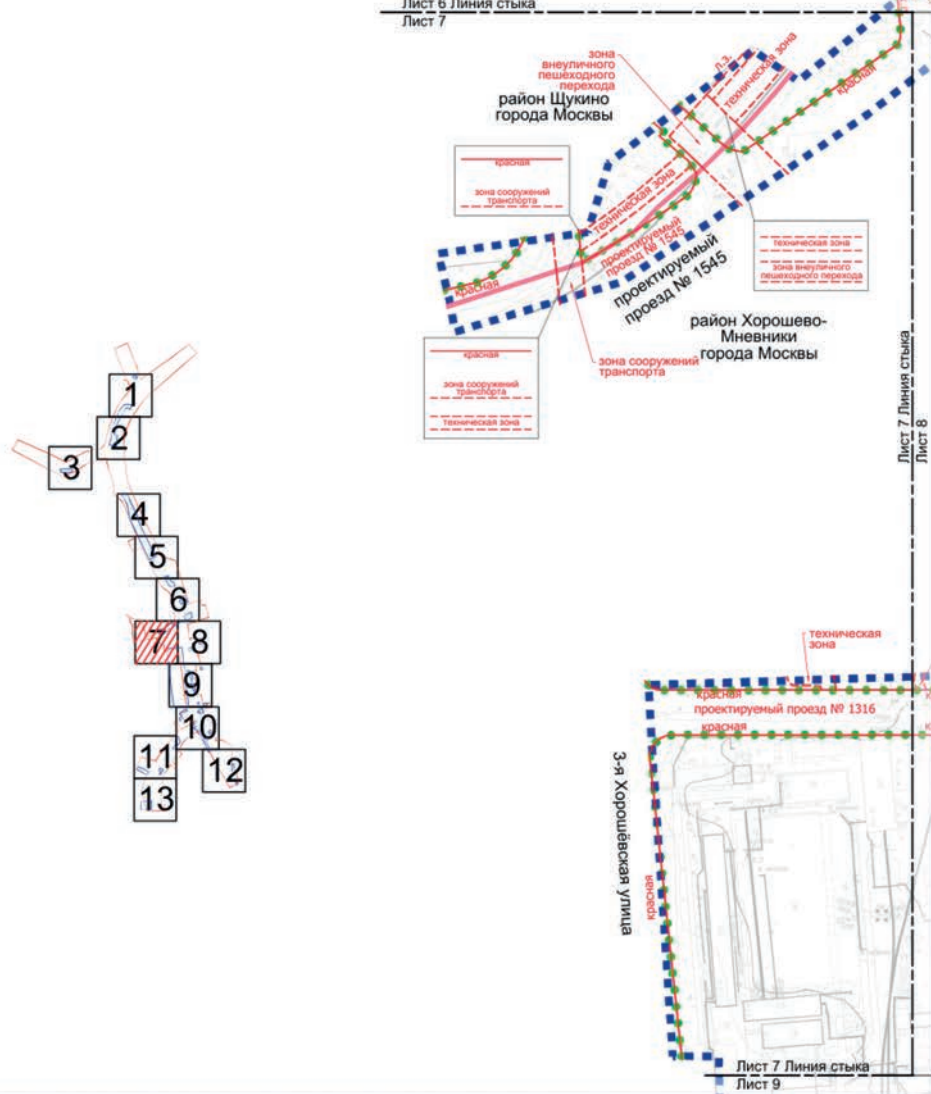 Лист 6 Линия стыка
Лист 7
зона
внеуличного
пешеходного
перехода
л.з.
техническая зона
красная
район Щукино
города Москвы
красная
зона сооружений
транспорта
техническая зона
проектируемый
проезд № 1545
проектируемый
проезд № 1545
техническая зона
зона внеуличного
пешеходного перехода
красная
район Хорошево-
Мневники
города Москвы
красная
зона сооружений
транспорта
техническая зона
зона сооружений
транспорта
Лист 7 Линия стыка
Лист 8
1
2
3
4
5
6
7
8
9
10
11
12
13
техническая
зона
красная
проектируемый проезд № 1316
красная
3-я Хорошёвская улица
красная
Лист 7 Линия стыка
Лист 9